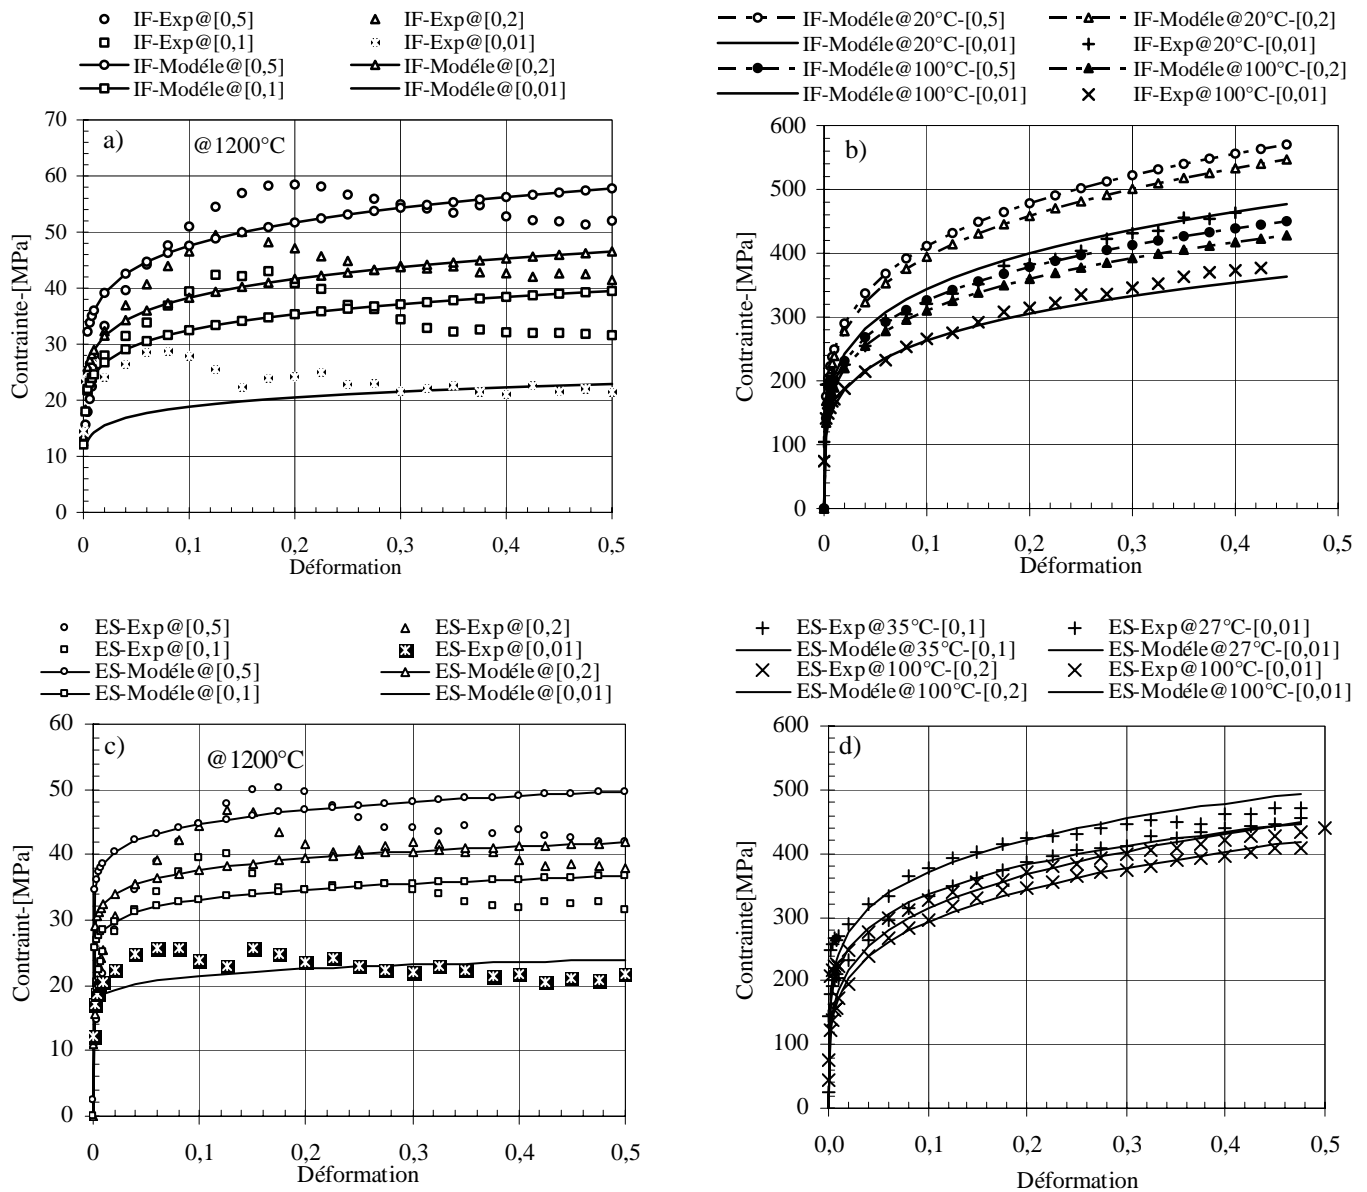 IF-Exp@[0,5] IF-Exp@[0,2]
IF-Exp@[0,1] IF-Exp@[0,01]
IF-Modéle@[0,5] IF-Modéle@[0,2]
IF-Modéle@[0,1] IF-Modéle@[0,01]
70
60
50
40
30
20
10
0
a)
@1200°C
Contrainte-[MPa]
0 0,1 0,2 0,3 0,4 0,5
Déformation
IF-Modéle@20°C-[0,5] IF-Modéle@20°C-[0,2]
IF-Modéle@20°C-[0,01] IF-Exp@20°C-[0,01]
IF-Modéle@100°C-[0,5] IF-Modéle@100°C-[0,2]
IF-Modéle@100°C-[0,01] IF-Exp@100°C-[0,01]
600
500
400
300
200
100
0
b)
Contrainte-[MPa]
0 0,1 0,2 0,3 0,4 0,5
Déformation
ES-Exp@[0,5] ES-Exp@[0,2]
ES-Exp@[0,1] ES-Exp@[0,01]
ES-Modéle@[0,5] ES-Modéle@[0,2]
ES-Modéle@[0,1] ES-Modéle@[0,01]
60
50
40
30
20
10
0
c)
@1200°C
Contraint-[MPa]
0 0,1 0,2 0,3 0,4 0,5
Déformation
ES-Exp@35°C-[0,1] ES-Exp@27°C-[0,01]
ES-Modéle@35°C-[0,1] ES-Modéle@27°C-[0,01]
ES-Exp@100°C-[0,2] ES-Exp@100°C-[0,01]
ES-Modéle@100°C-[0,2] ES-Modéle@100°C-[0,01]
600
500
400
300
200
100
0
d)
Contrainte[MPa]
0,0 0,1 0,2 0,3 0,4 0,5
Déformation